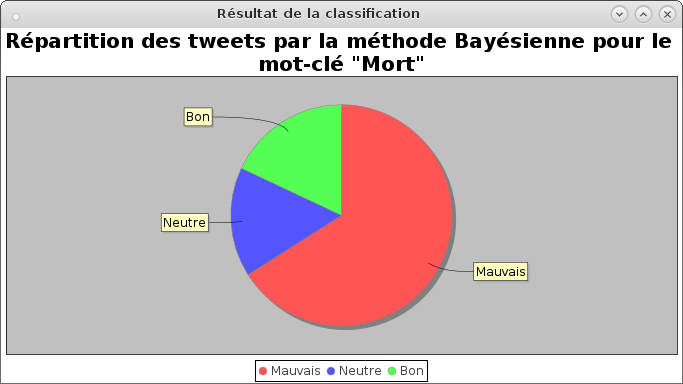 Résultat de la classification
Répartition des tweets par la méthode Bayésienne pour le
mot-clé "Mort"
Bon
Neutre
Mauvais
Mauvais Neutre Bon